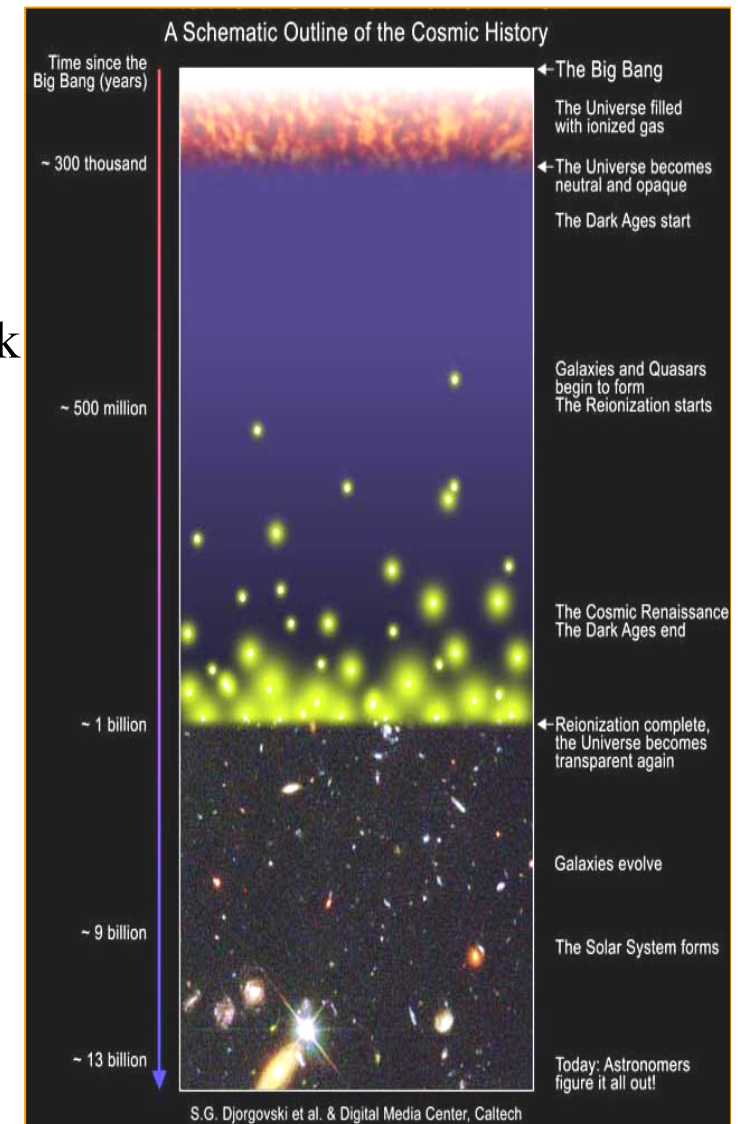 A Schematic Outline of the Cosmic History
Time since the
Big Bang (years)
The Big Bang
The Universe filled
with ionized gas
~ 300 thousand
The Universe becomes
neutral and opaque
The Dark Ages start
Galaxies and Quasars
begin to form
~ 500 million
The Reionization starts
The Cosmic Renaissance
The Dark Ages end
~ 1 billion
Reionization complete,
the Universe becomes
transparent again
Galaxies evolve
~ 9 billion
The Solar System forms
~ 13 billion
Today: Astronomers
figure it all out!
S.G. Djorgovski et al. & Digital Media Center, Caltech